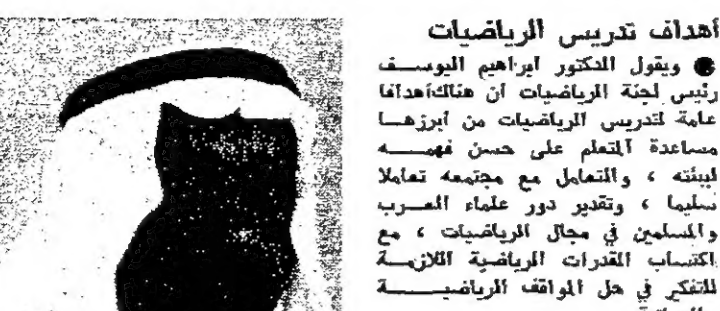 أهداف تدريس الرياضيات
● ويقول الدكتور ابراهيم اليوسف
رئيس لجنة الرياضيات ان هنالك أهدافا
عامة لتدريس الرياضيات من ابرزها
مساعدة المتعلم على حسن فهمه
لبيئته ، والتعامل مع مجتمعه تعاملا
سليما ، وتقدير دور علماء العرب
والمسلمين في مجال الرياضيات ، مع
اكتساب القدرات الرياضية اللازمة
للتفكير في حل المواقف الرياضية